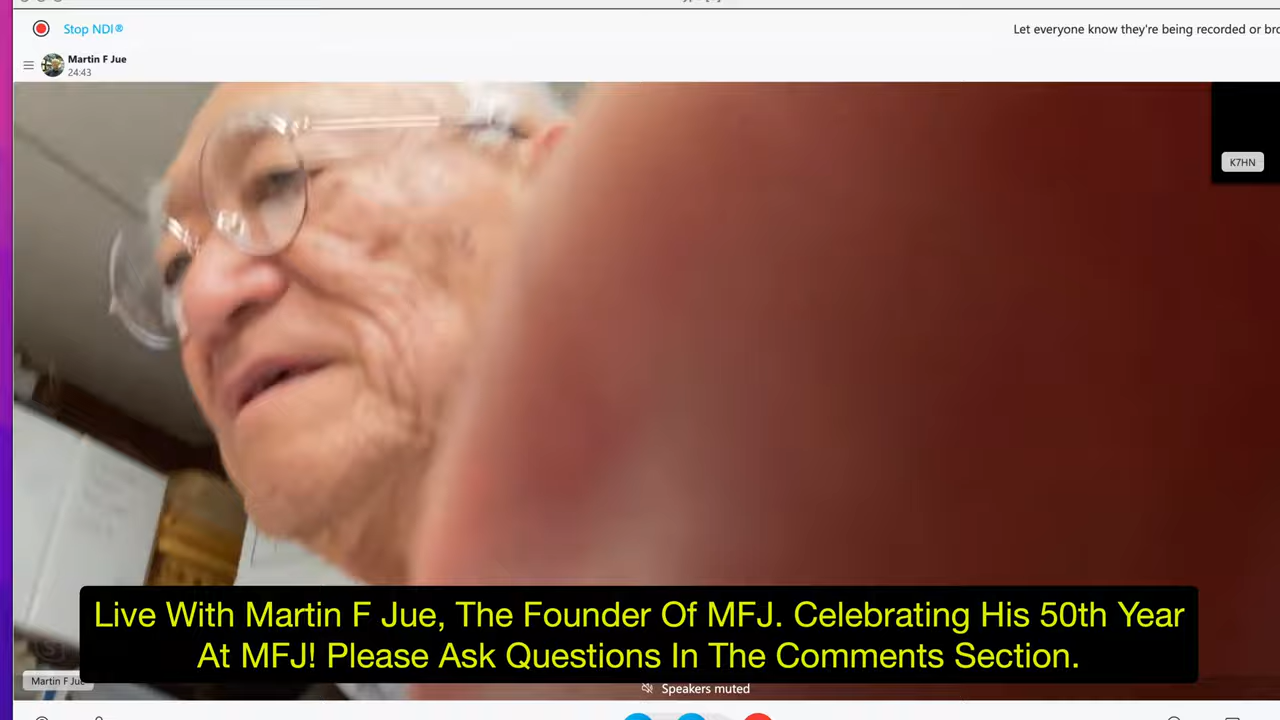 Stop NDI®
Let everyone know they're being recorded or bro
Martin F Jue
24:43
K7HN
Live With Martin F Jue, The Founder Of MFJ. Celebrating His 50th Year
At MFJ! Please Ask Questions In The Comments Section.
Martin F Jue
Speakers muted